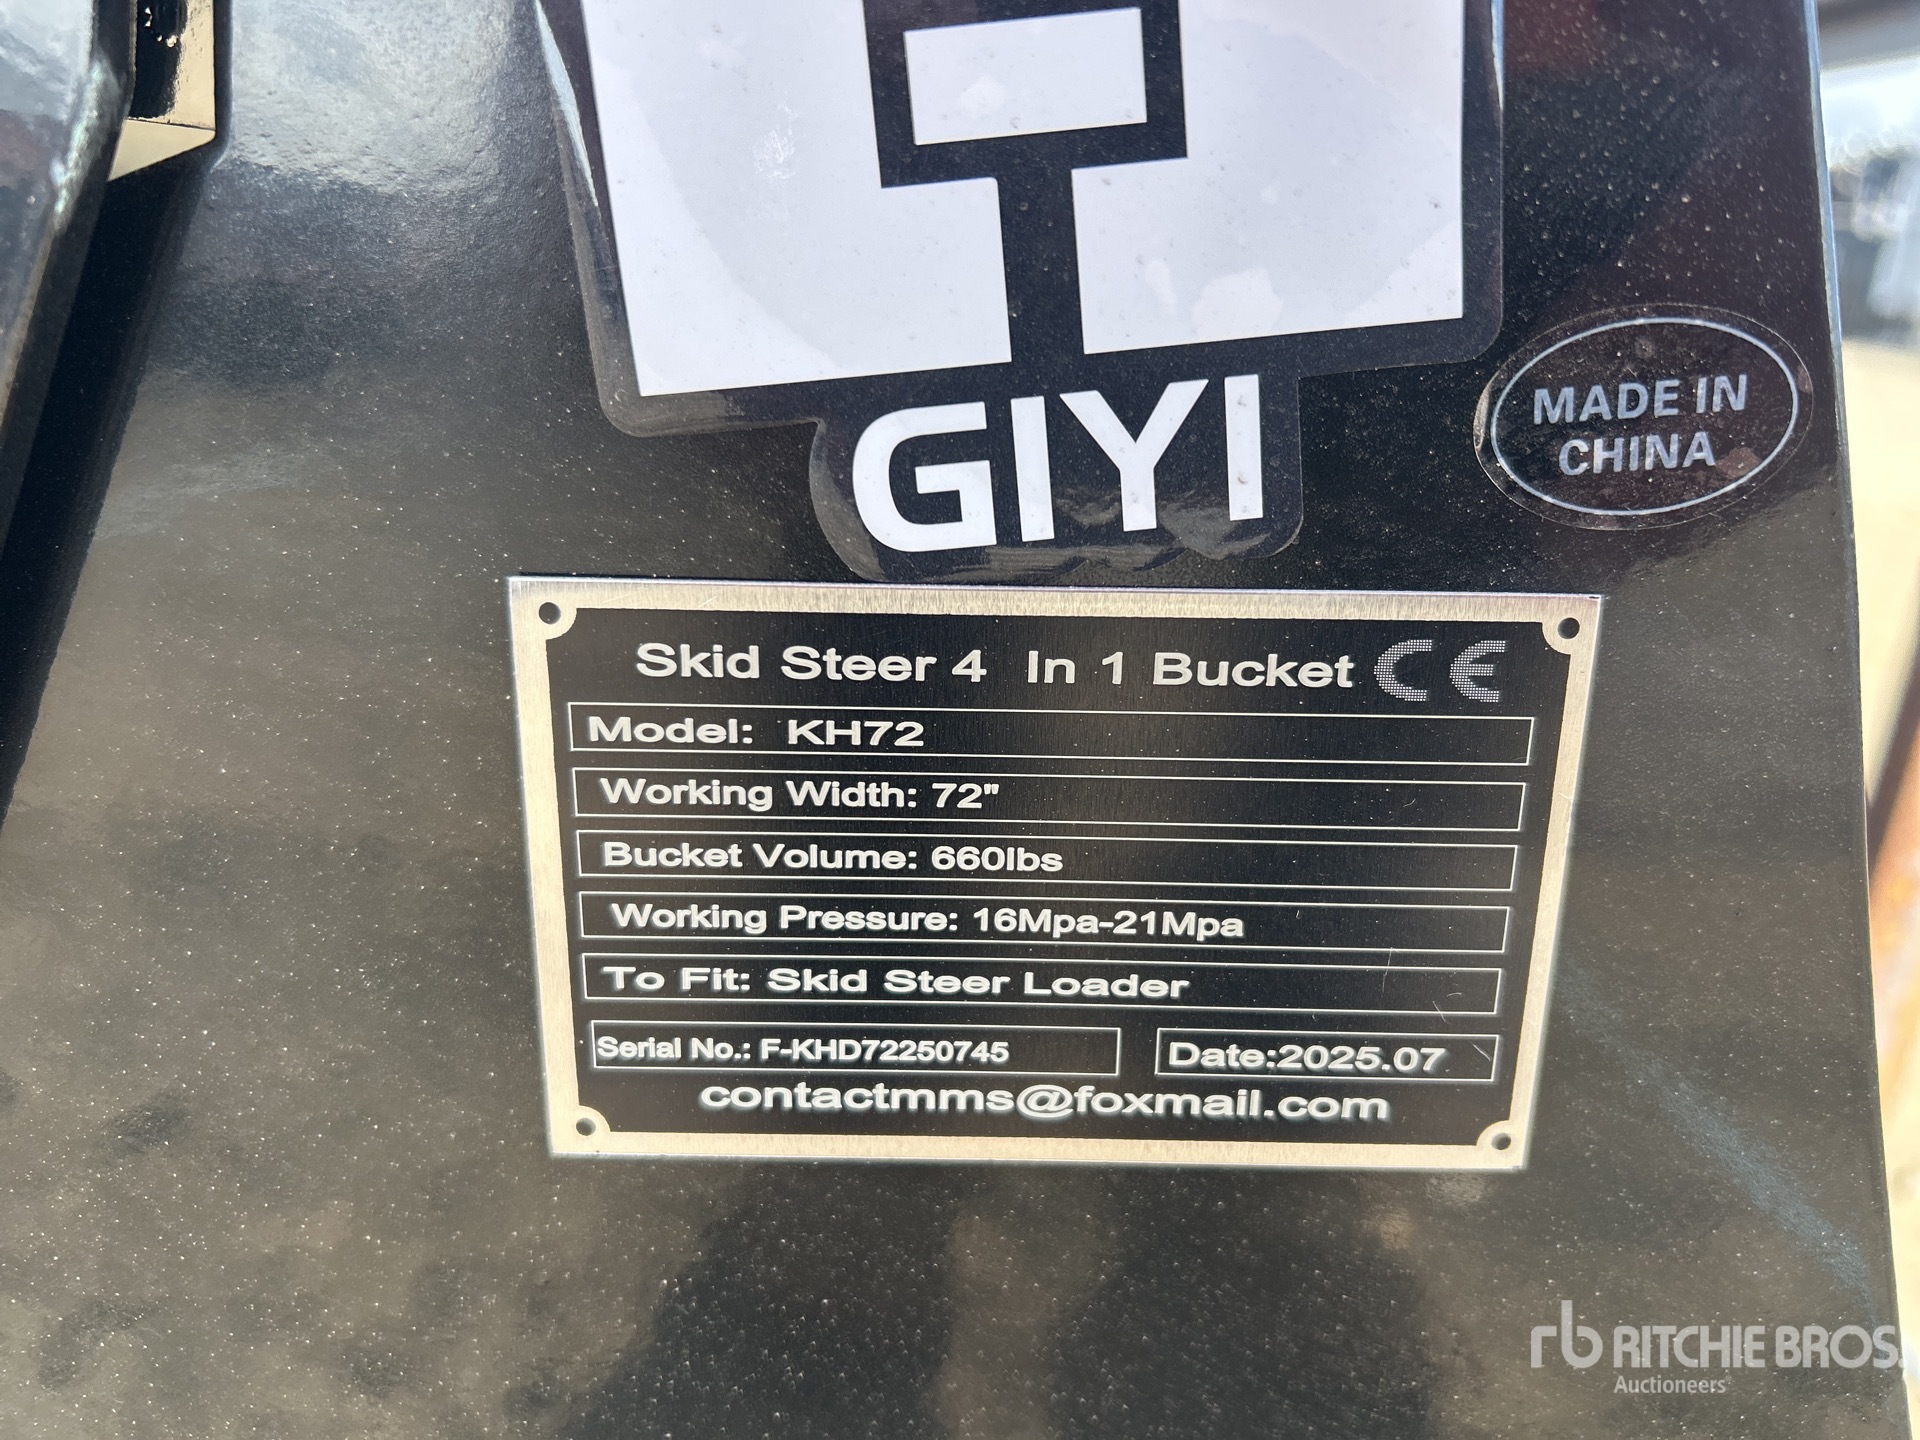 GIYI
MADE IN
CHINA
Skid Steer 4 In 1 Bucket CE
Model: KH72
Working Width: 72"
Bucket Volume: 660lbs
Working Pressure: 16Mpa-21Mpa
To Fit: Skid Steer Loader
Serial No.: F-KHD72250745
Date:2025.07
contactmms@foxmail.com
rb RITCHIE BROS.
Auctioneers